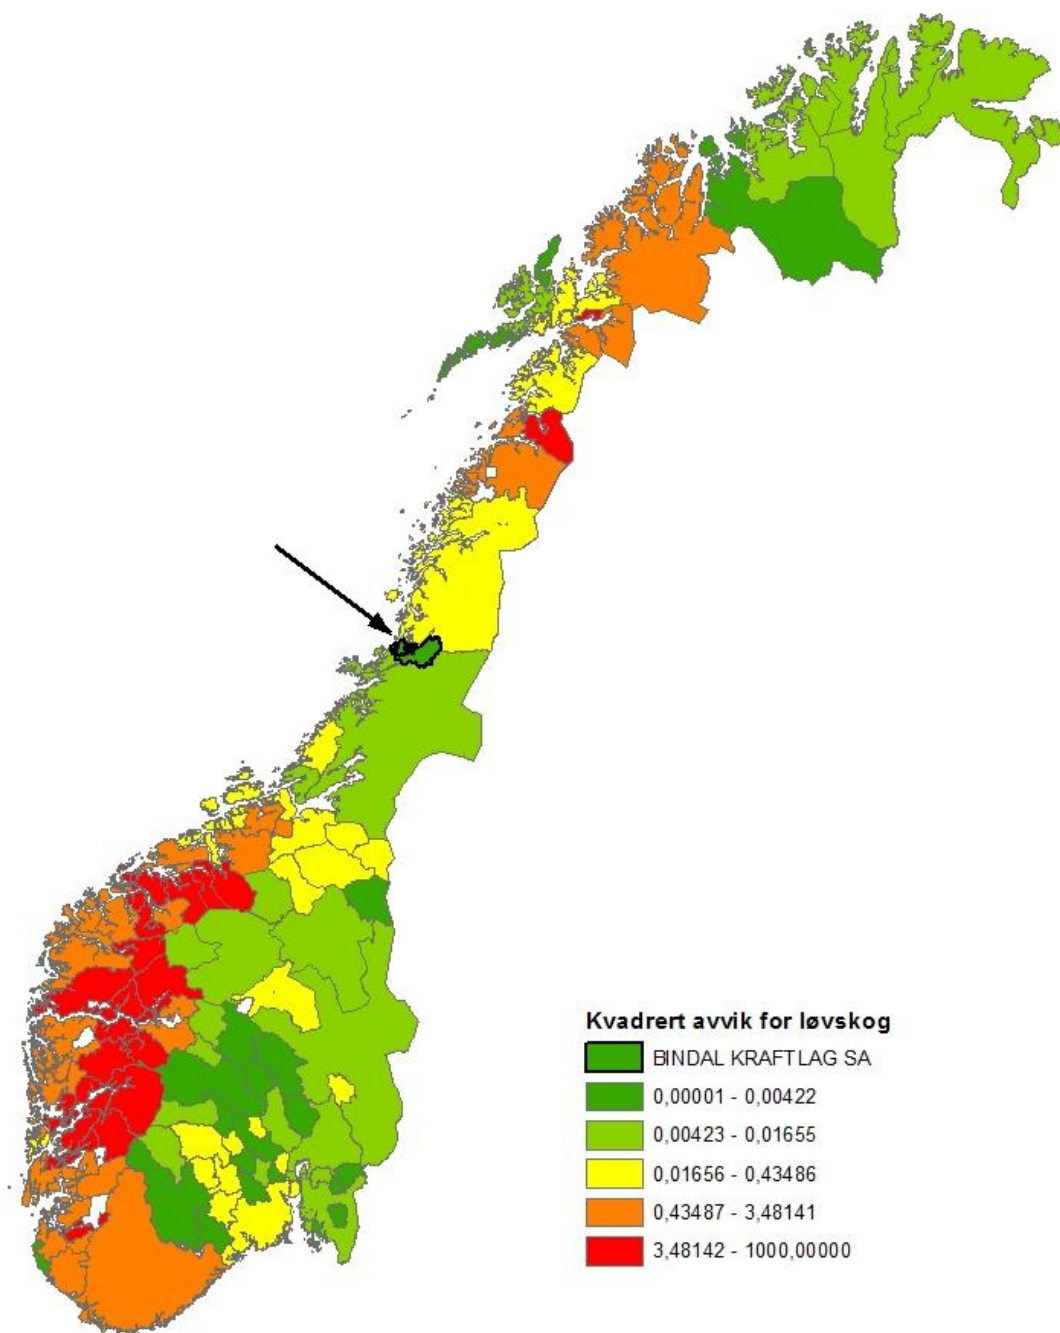 Kvadrert avvik for løvskog
BINDAL KRAFTLAG SA
0,00001 - 0,00422
0,00423 - 0,01655
0,01656 - 0,43486
0,43487 - 3,48141
3,48142 - 1000,00000